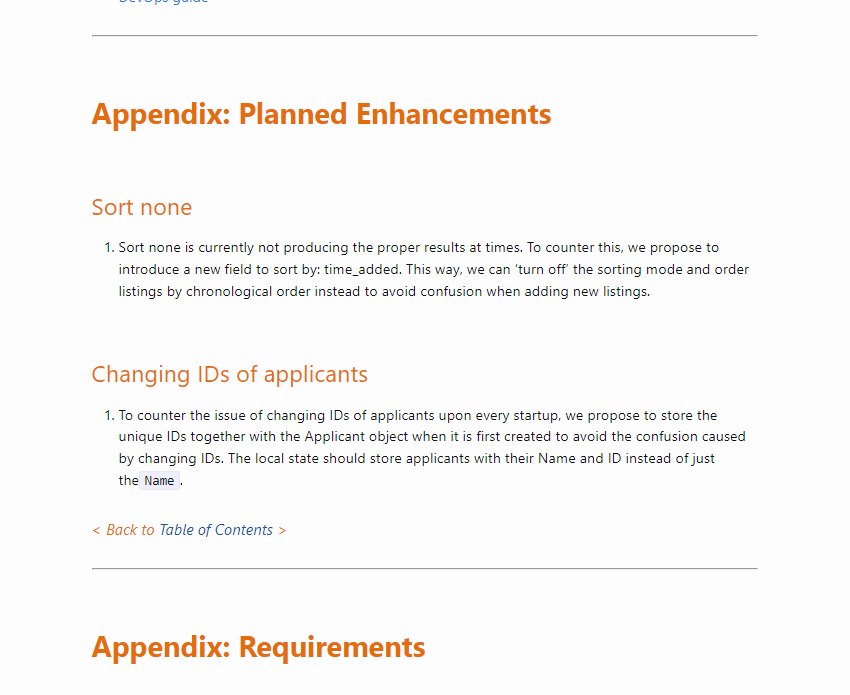 DevOps guide
Appendix: Planned Enhancements
Sort none
1. Sort none is currently not producing the proper results at times. To counter this, we propose to
introduce a new field to sort by: time_added. This way, we can ‘turn off’ the sorting mode and order
listings by chronological order instead to avoid confusion when adding new listings.
Changing IDs of applicants
1. To counter the issue of changing IDs of applicants upon every startup, we propose to store the
unique IDs together with the Applicant object when it is first created to avoid the confusion caused
by changing IDs. The local state should store applicants with their Name and ID instead of just
the Name .
< Back to Table of Contents >
Appendix: Requirements